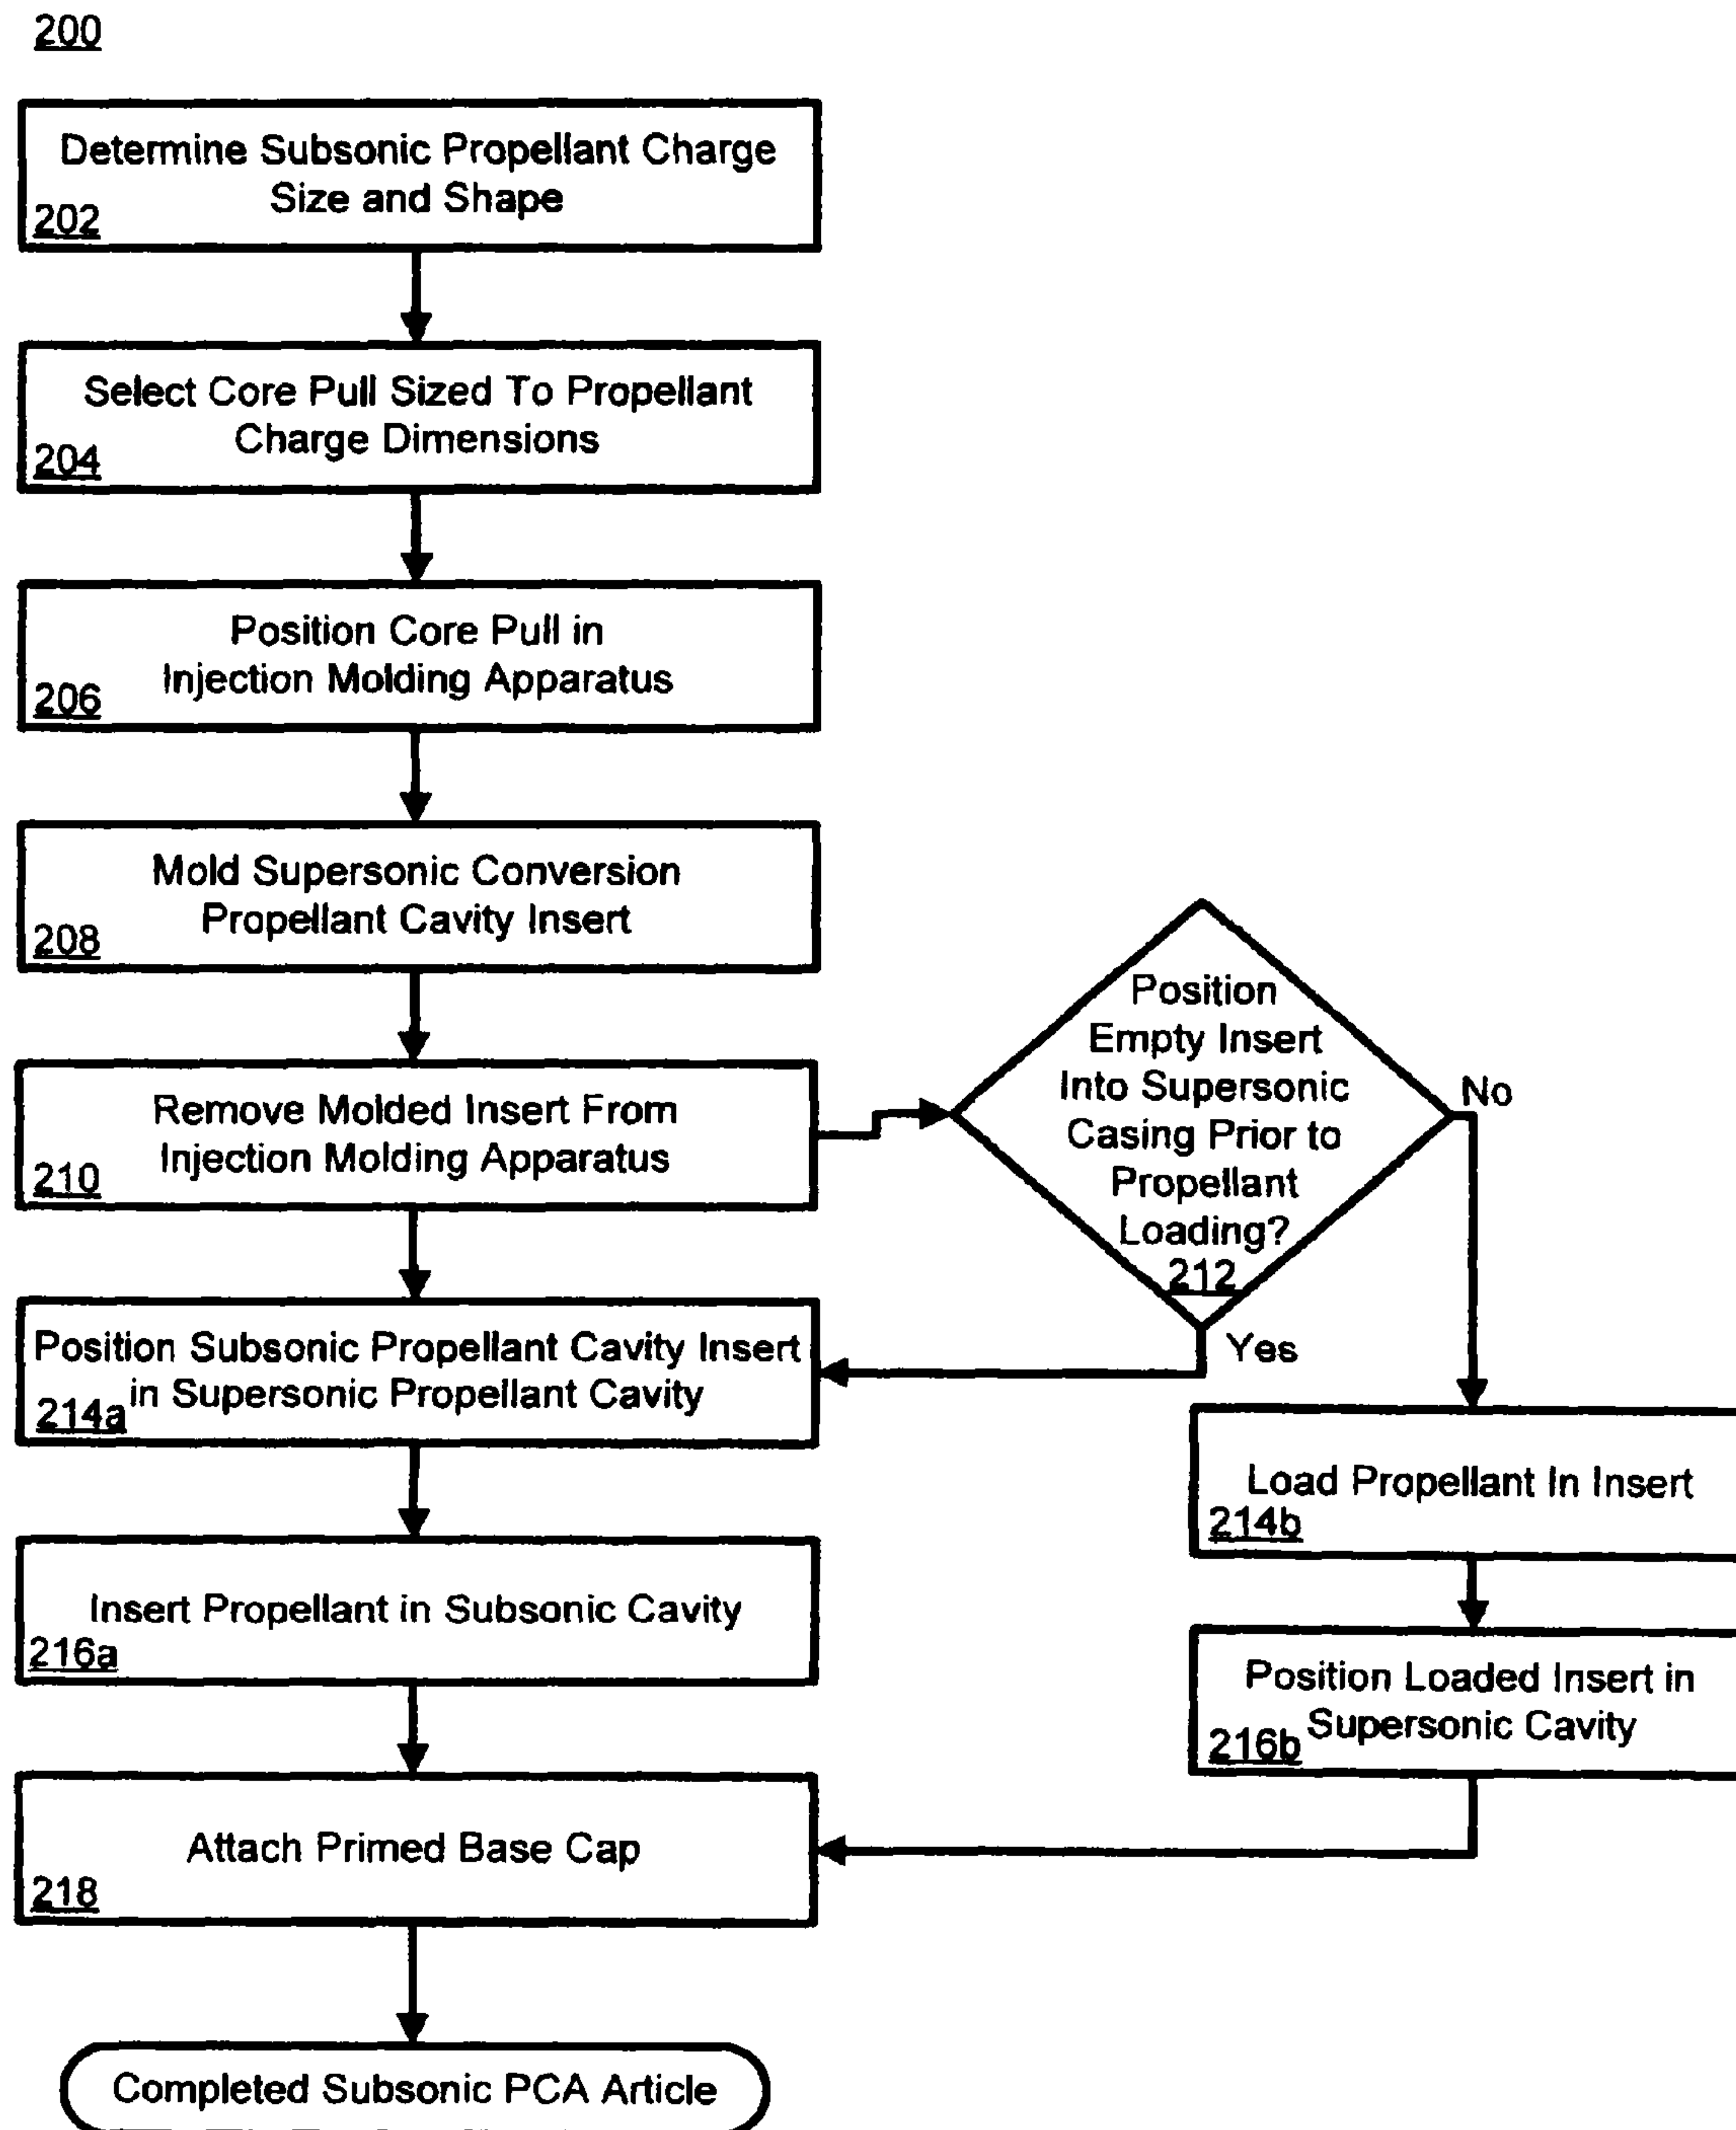 200
Determine Subsonic Propellant Charge
Size and Shape
202
Select Core Pull Sized To Propellant
Charge Dimensions
204
Position Core Pull in
Injection Molding Apparatus
206
Mold Supersonic Conversion
Propellant Cavity Insert
208
Remove Molded Insert From
Injection Molding Apparatus
210
Position
Empty Insert
Into Supersonic
Casing Prior to
Propellant
Loading?
212
No
Yes
Position Subsonic Propellant Cavity Insert
in Supersonic Propellant Cavity
214a
Insert Propellant in Subsonic Cavity
216a
Load Propellant In Insert
214b
Position Loaded Insert in
Supersonic Cavity
216b
Attach Primed Base Cap
218
Completed Subsonic PCA Article